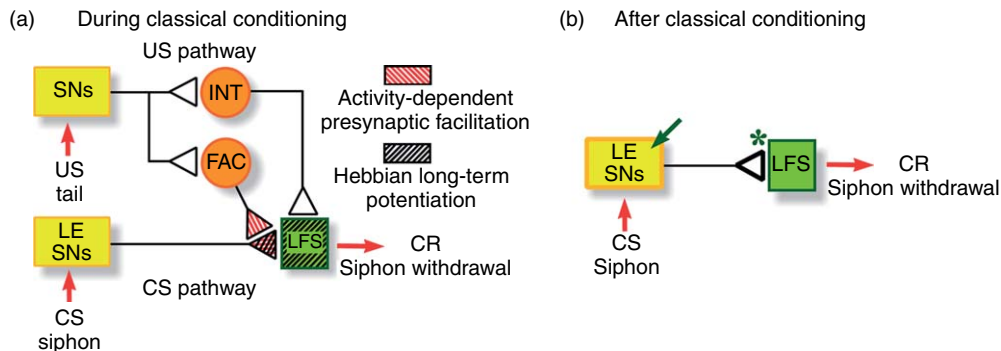 (a) During classical conditioning
US pathway
SNs
INT
FAC
US
tail
Activity-dependent
presynaptic facilitation
Hebbian long-term
potentiation
LE
SNs
LFS
CR
Siphon withdrawal
CS pathway
CS
siphon
(b) After classical conditioning
LE
SNs
*
LFS
CR
Siphon withdrawal
CS
Siphon